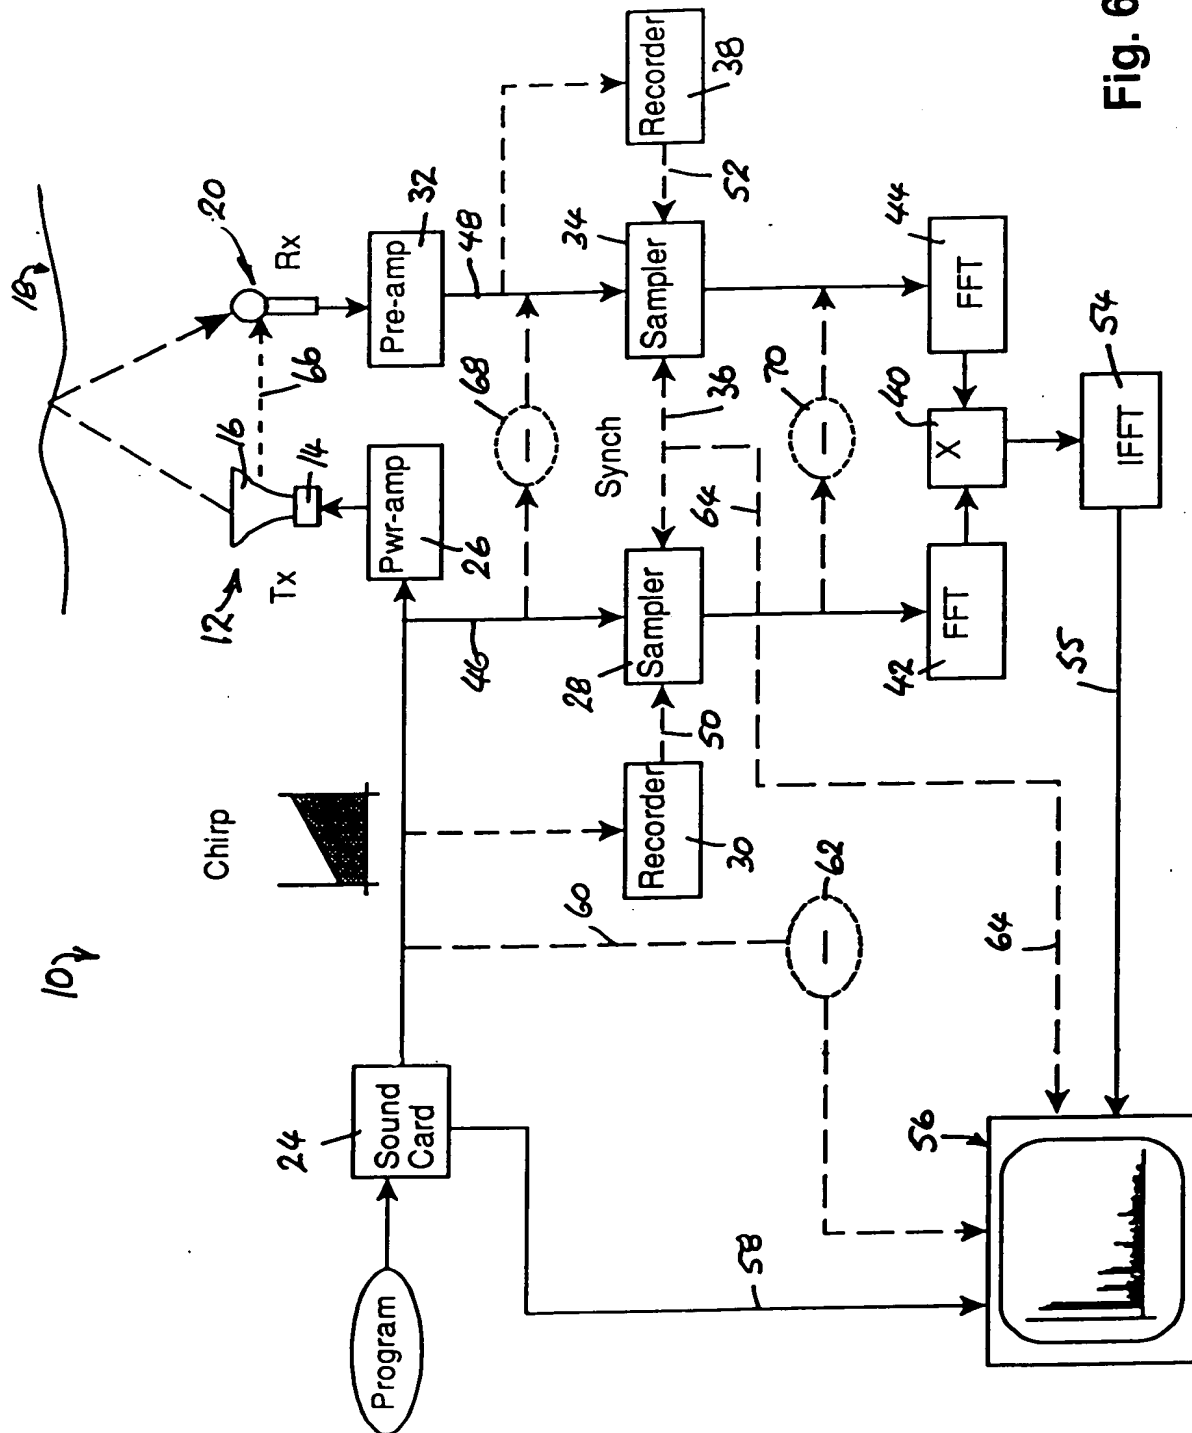 10
Program
24
Sound
Card
Chirp
58
60
62
Recorder
30
50
28
Sampler
46
12
Tx
16
14
Pwr-amp
26
18
66
20
Rx
Pre-amp
32
48
68
Synch
36
34
Sampler
52
Recorder
38
64
70
42
FFT
X
40
FFT
44
IFFT
54
55
64
56
Fig. 6